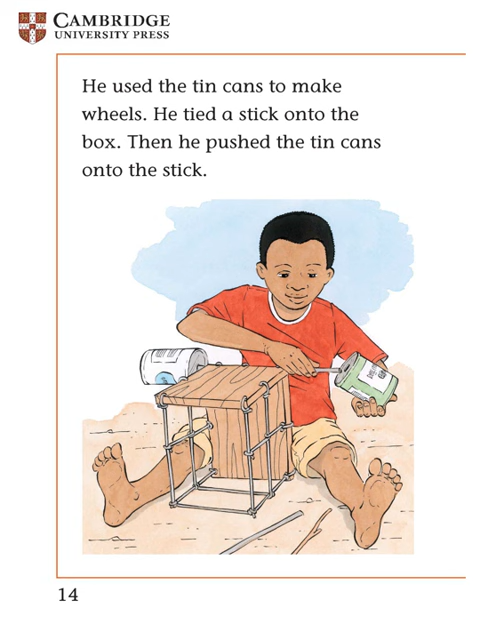 CAMBRIDGE
UNIVERSITY PRESS
He used the tin cans to make
wheels. He tied a stick onto the
box. Then he pushed the tin cans
onto the stick.
14